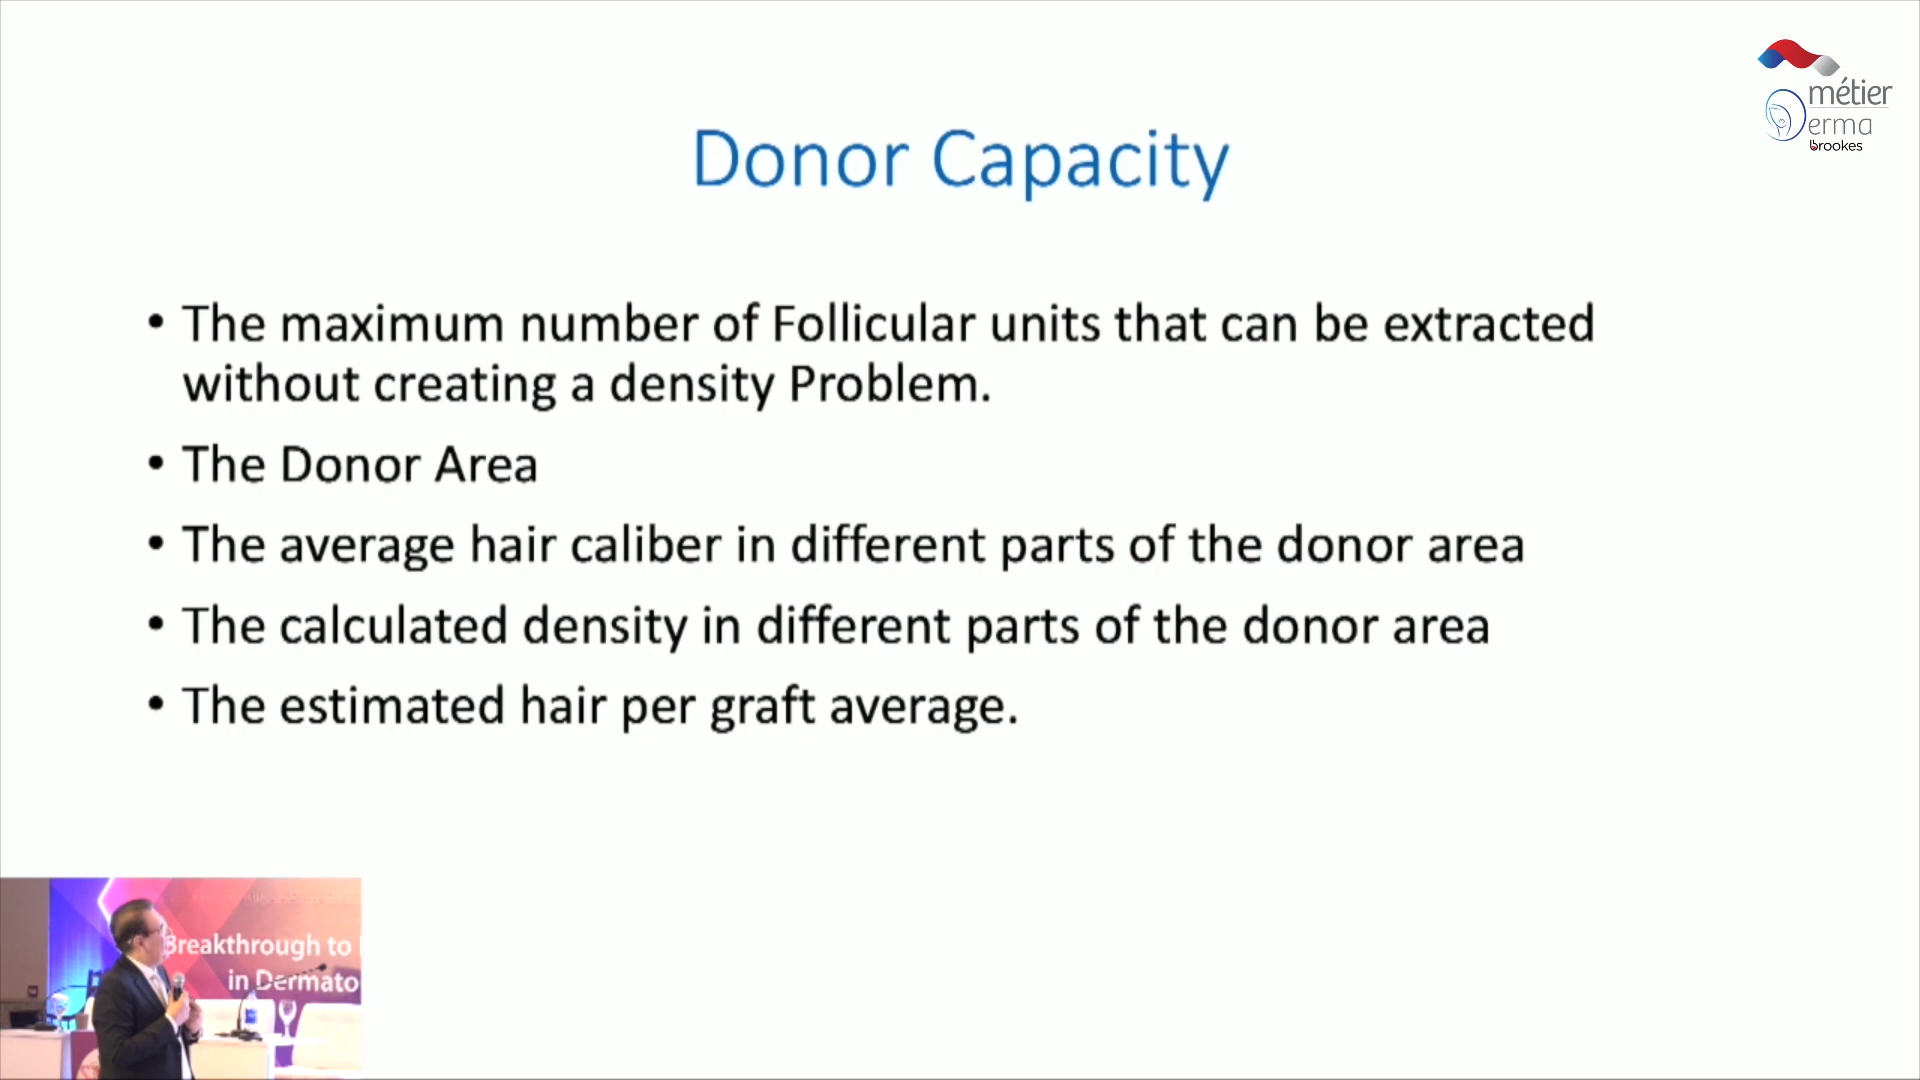 métier
Derma
brookes
Donor Capacity
• The maximum number of Follicular units that can be extracted
without creating a density Problem.
• The Donor Area
• The average hair caliber in different parts of the donor area
• The calculated density in different parts of the donor area
• The estimated hair per graft average.
Breakthrough to
in Dermato